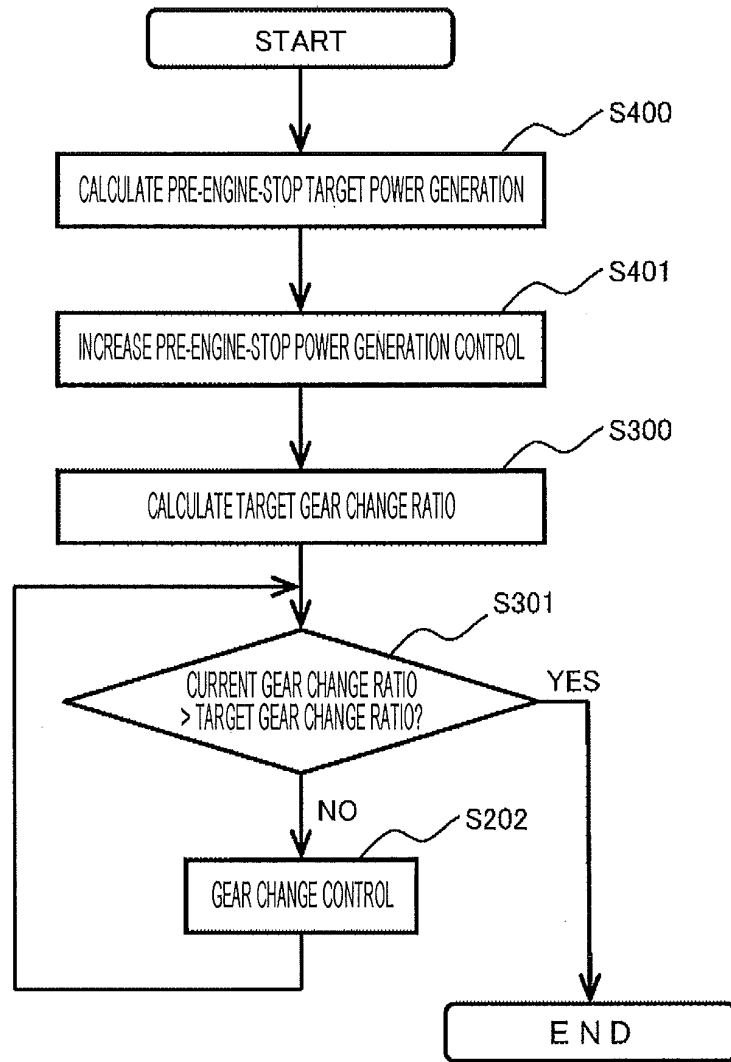 START
S400
CALCULATE PRE-ENGINE-STOP TARGET POWER GENERATION
S401
INCREASE PRE-ENGINE-STOP POWER GENERATION CONTROL
S300
CALCULATE TARGET GEAR CHANGE RATIO
S301
CURRENT GEAR CHANGE RATIO
> TARGET GEAR CHANGE RATIO?
YES
NO
S202
GEAR CHANGE CONTROL
END